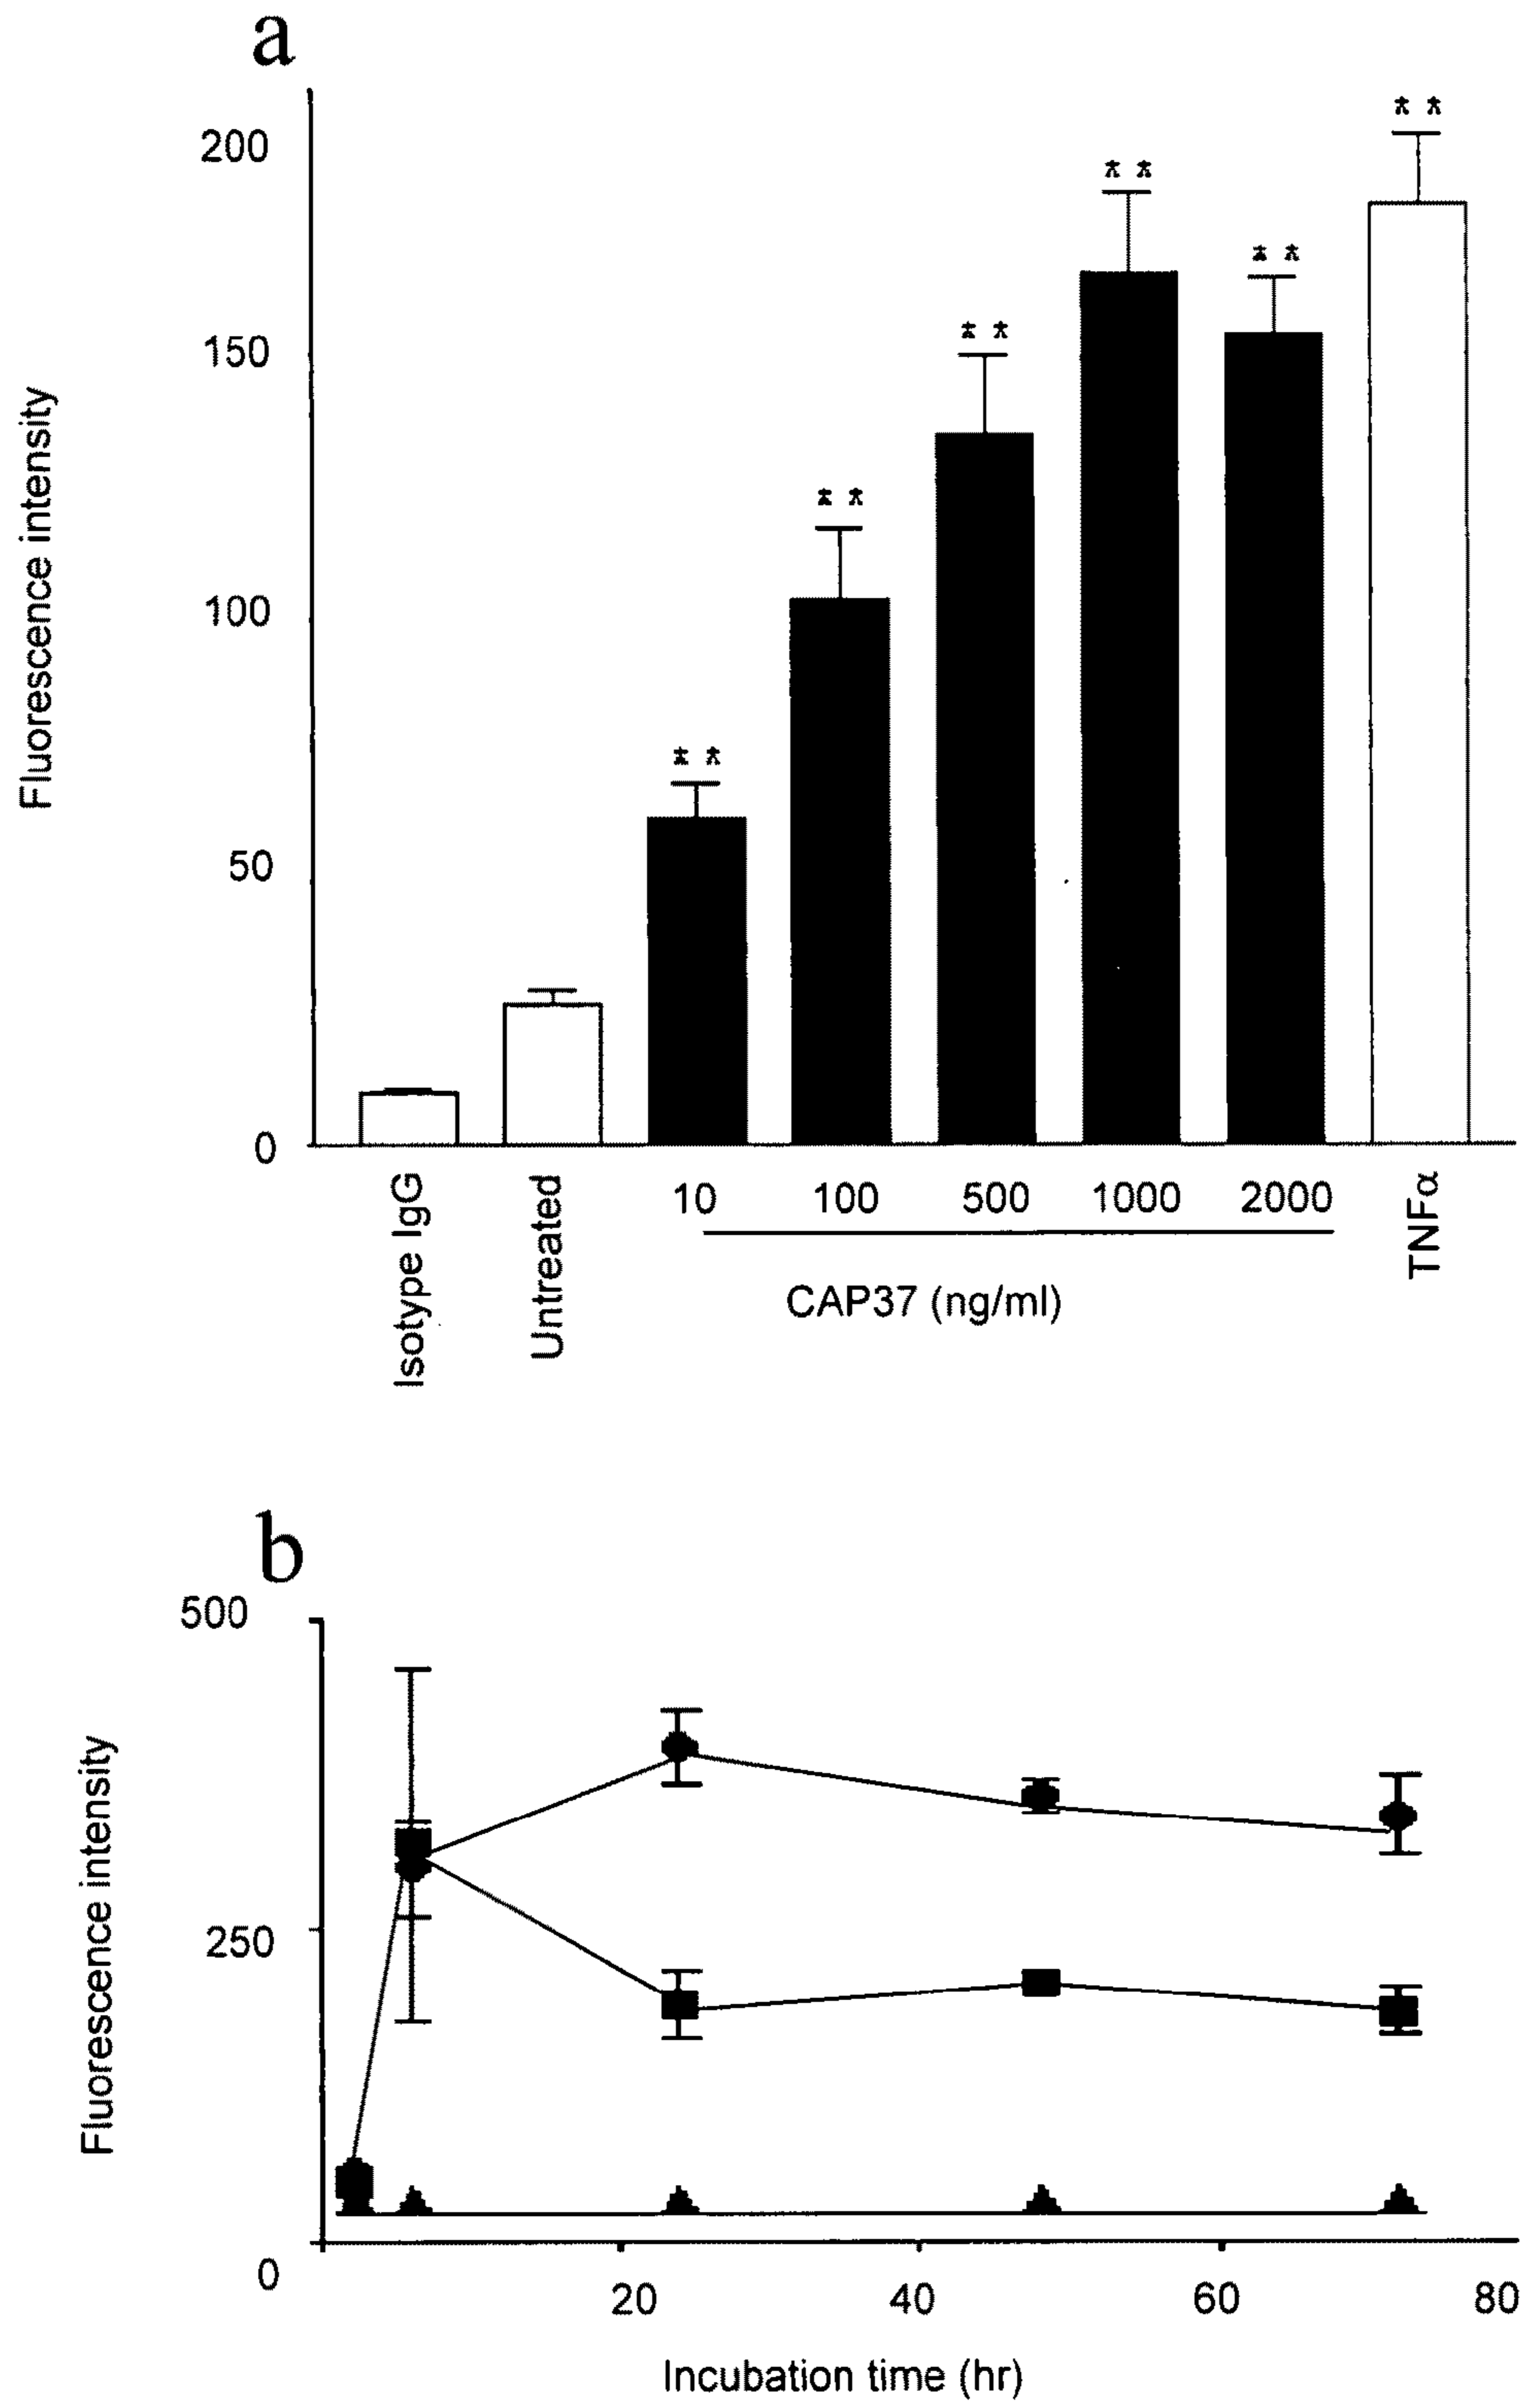 a
Fluorescence intensity
200
150
100
50
0
** ** ** ** ** **
Isotype IgG
Untreated
10 100 500 1000 2000
CAP37 (ng/ml)
TNFα
b
Fluorescence intensity
500
250
0
20 40 60 80
Incubation time (hr)